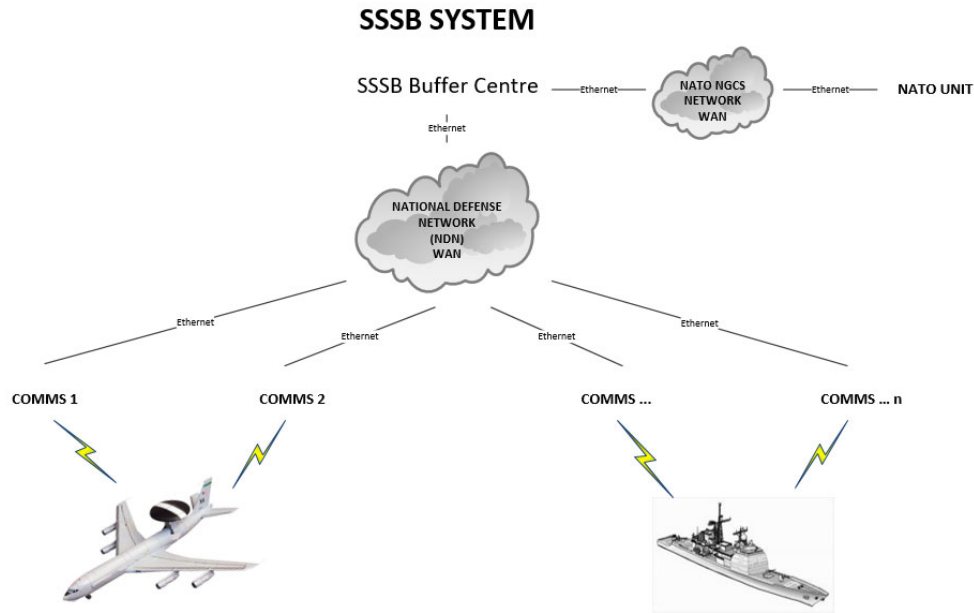 SSSB SYSTEM
SSSB Buffer Centre
Ethernet
NATO NGCS
NETWORK
WAN
Ethernet
NATO UNIT
Ethernet
NATIONAL DEFENSE
NETWORK
(NDN)
WAN
Ethernet
Ethernet
Ethernet
Ethernet
COMMS 1
COMMS 2
COMMS ...
COMMS ... n